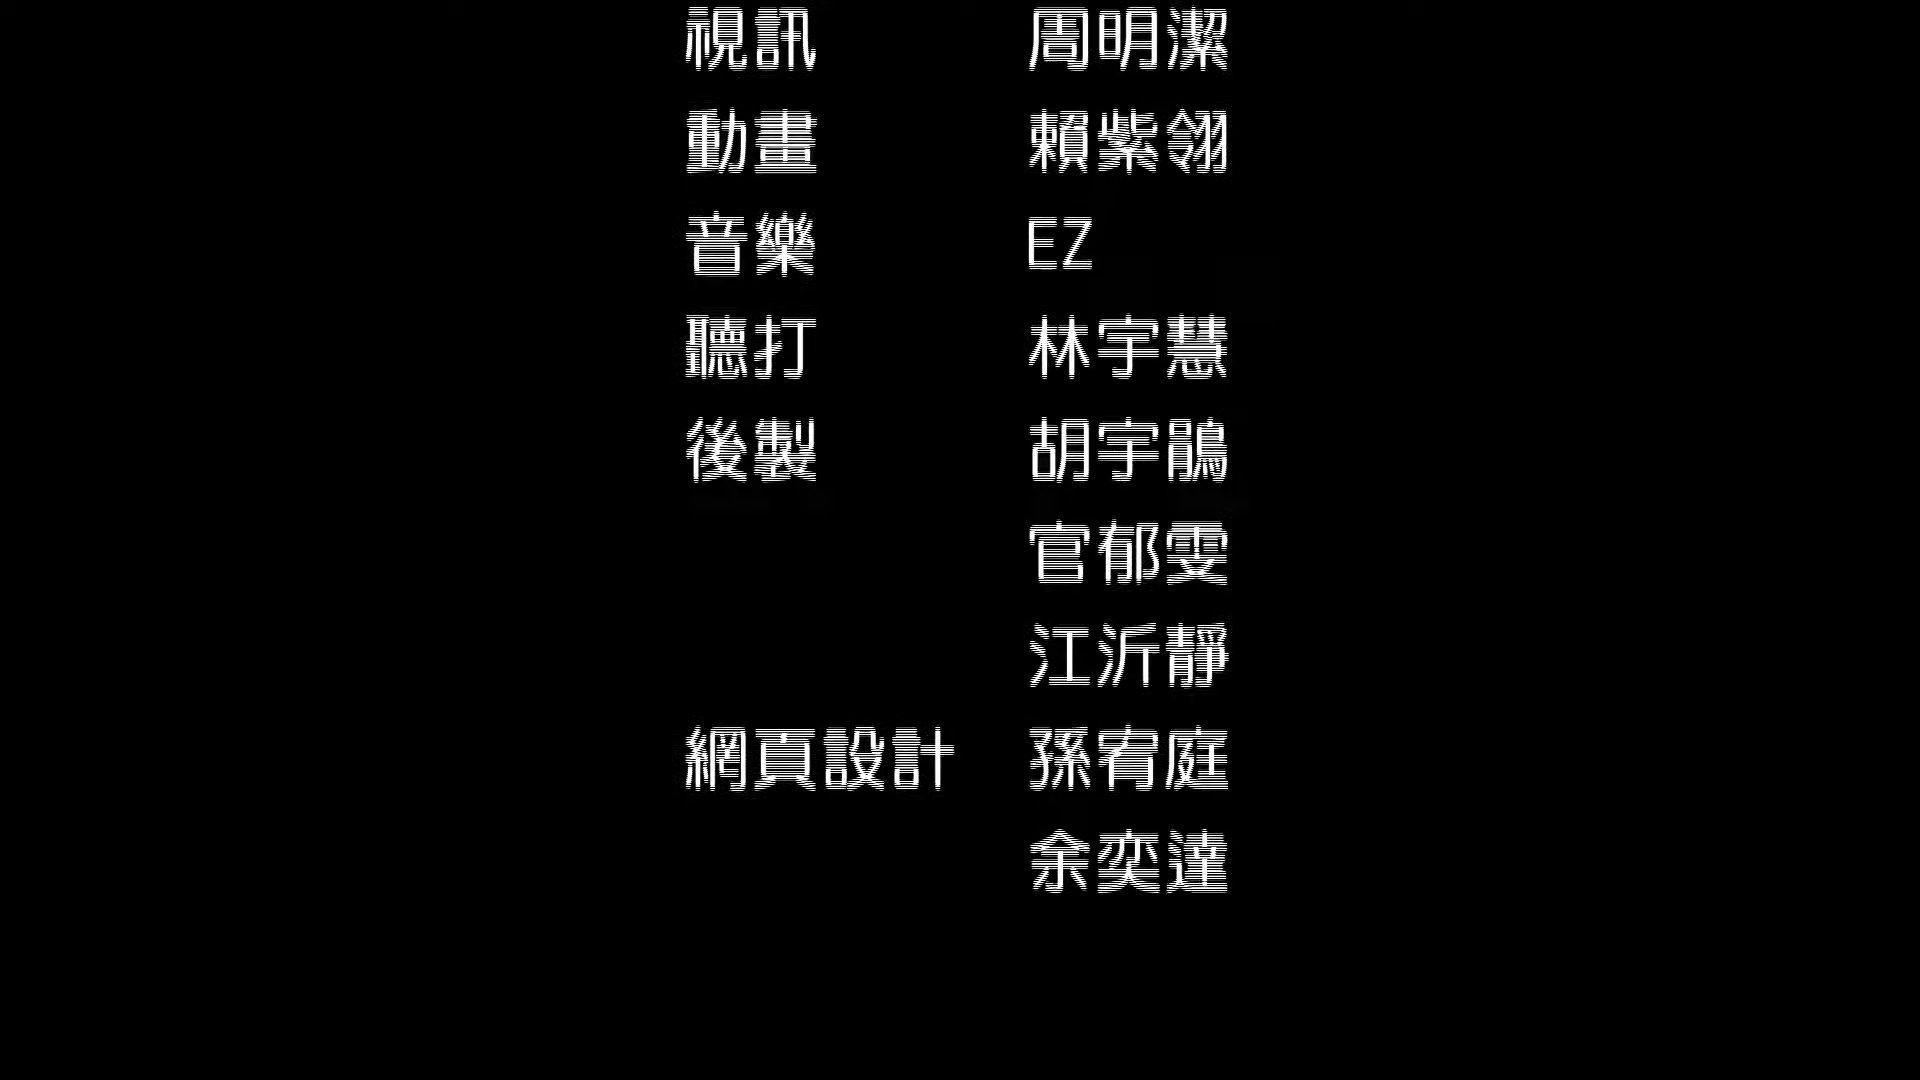 視訊 周明潔
動畫 賴紫翎
音樂 EZ
聽打 林宇慧
後製 胡宇鵑
官郁雯
江沂靜
網頁設計 孫宥庭
余奕達